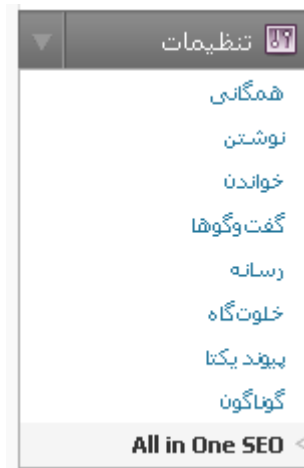 تنظیمات
همگانی
نوشتن
خواندن
گفت‌وگوها
رسانه
خلوت‌گاه
پیوند یکتا
گوناگون
All in One SEO